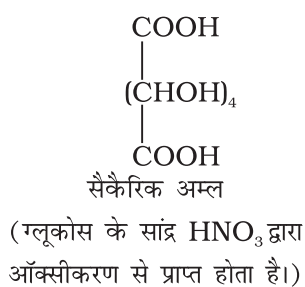 COOH
(CHOH)₄
COOH
सैकैरिक अम्ल
(ग्लूकोस के सांद्र HNO₃ द्वारा
ऑक्सीकरण से प्राप्त होता है।)